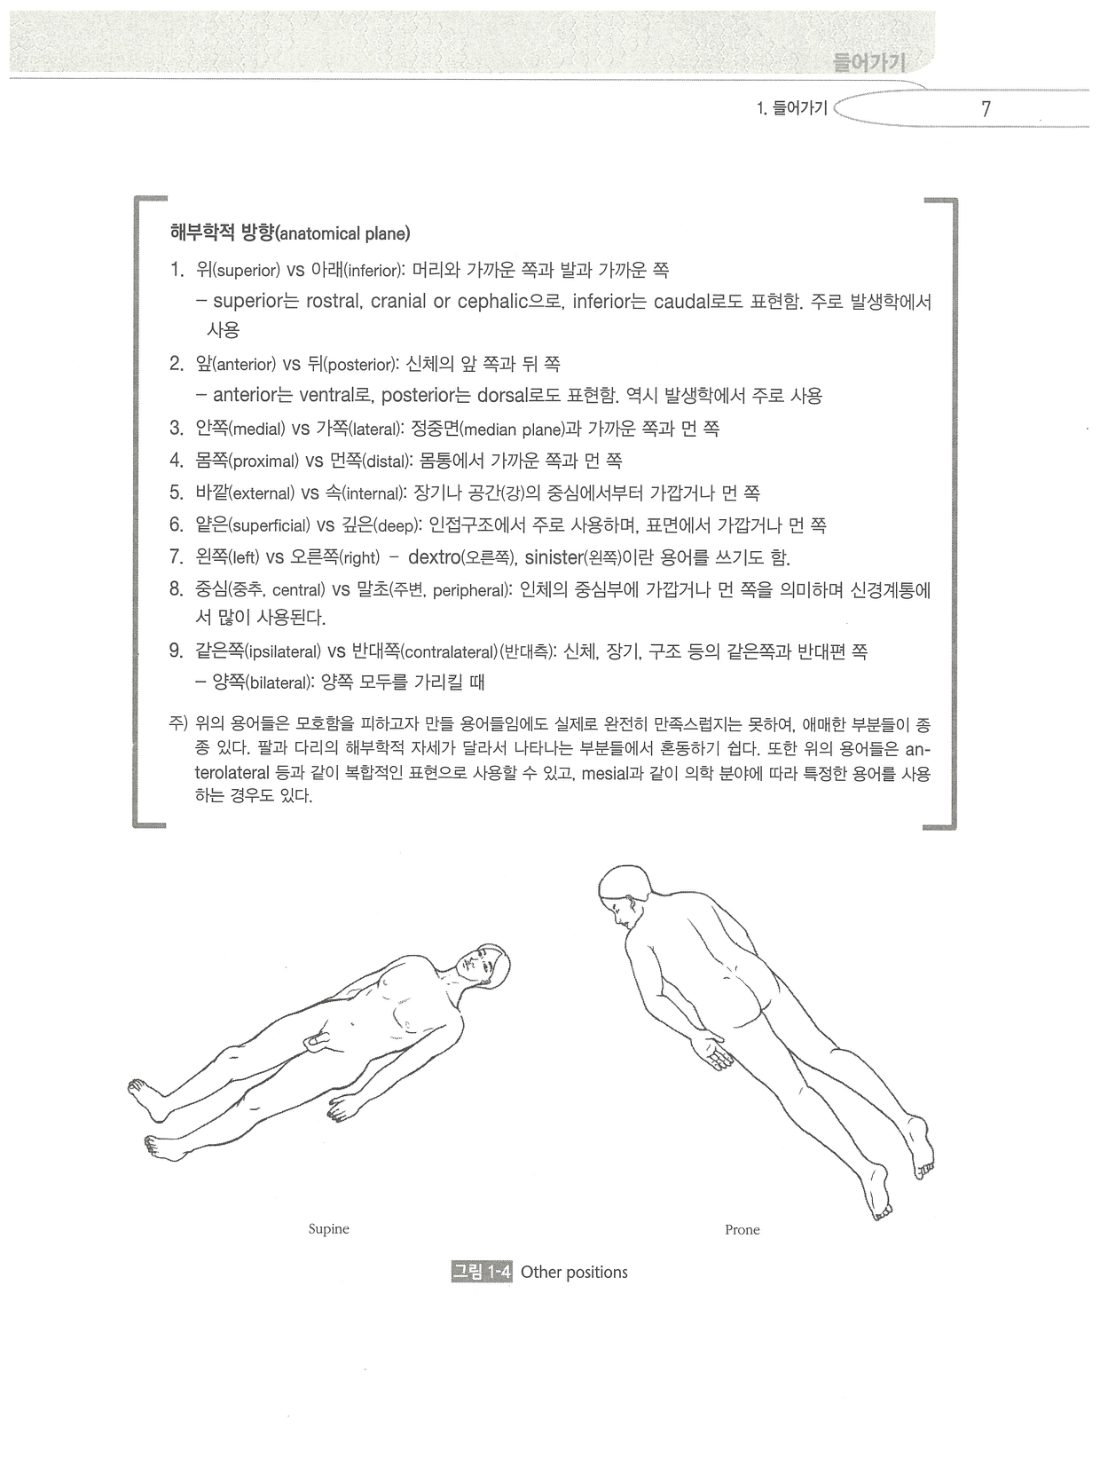 들어가기
1. 들어가기
7
해부학적 방향(anatomical plane)
1. 위(superior) vs 아래(inferior): 머리와 가까운 쪽과 발과 가까운 쪽
– superior는 rostral, cranial or cephalic으로, inferior는 caudal로도 표현함. 주로 발생학에서
사용
2. 앞(anterior) vs 뒤(posterior): 신체의 앞 쪽과 뒤 쪽
– anterior는 ventral로, posterior는 dorsal로도 표현함. 역시 발생학에서 주로 사용
3. 안쪽(medial) vs 가쪽(lateral): 정중면(median plane)과 가까운 쪽과 먼 쪽
4. 몸쪽(proximal) vs 먼쪽(distal): 몸통에서 가까운 쪽과 먼 쪽
5. 바깥(external) vs 속(internal): 장기나 공간(강)의 중심에서부터 가깝거나 먼 쪽
6. 얕은(superficial) vs 깊은(deep): 인접구조에서 주로 사용하며, 표면에서 가깝거나 먼 쪽
7. 왼쪽(left) vs 오른쪽(right) – dextro(오른쪽), sinister(왼쪽)이란 용어를 쓰기도 함.
8. 중심(중추, central) vs 말초(주변, peripheral): 인체의 중심부에 가깝거나 먼 쪽을 의미하며 신경계통에
서 많이 사용된다.
9. 같은쪽(ipsilateral) vs 반대쪽(contralateral)(반대측): 신체, 장기, 구조 등의 같은쪽과 반대편 쪽
– 양쪽(bilateral): 양쪽 모두를 가리킬 때
주) 위의 용어들은 모호함을 피하고자 만들 용어들임에도 실제로 완전히 만족스럽지는 못하여, 애매한 부분들이 종
종 있다. 팔과 다리의 해부학적 자세가 달라서 나타나는 부분들에서 혼동하기 쉽다. 또한 위의 용어들은 an-
terolateral 등과 같이 복합적인 표현으로 사용할 수 있고, mesial과 같이 의학 분야에 따라 특정한 용어를 사용
하는 경우도 있다.
Supine
Prone
그림 1-4 Other positions